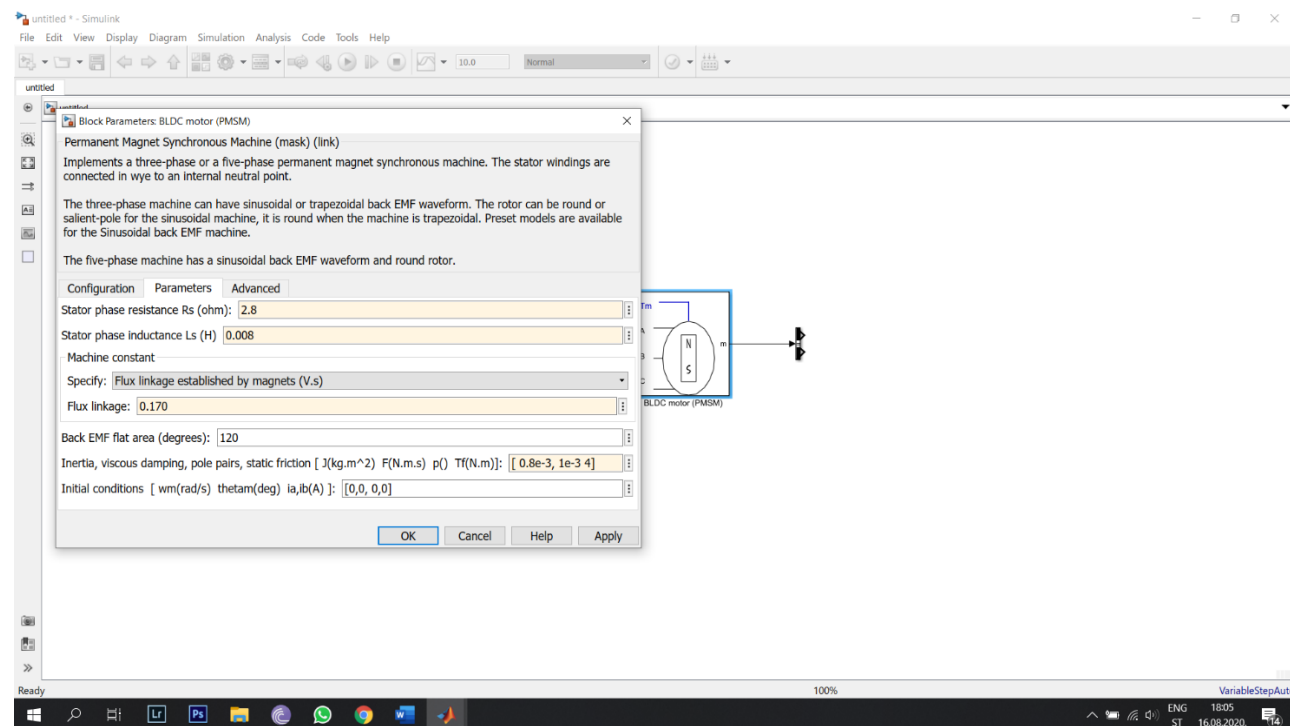 untitled * - Simulink
File Edit View Display Diagram Simulation Analysis Code Tools Help
10.0 Normal
untitled
Block Parameters: BLDC motor (PMSM)
Permanent Magnet Synchronous Machine (mask) (link)
Implements a three-phase or a five-phase permanent magnet synchronous machine. The stator windings are
connected in wye to an internal neutral point.
The three-phase machine can have sinusoidal or trapezoidal back EMF waveform. The rotor can be round or
salient-pole for the sinusoidal machine, it is round when the machine is trapezoidal. Preset models are available
for the Sinusoidal back EMF machine.
The five-phase machine has a sinusoidal back EMF waveform and round rotor.
Configuration Parameters Advanced
Stator phase resistance Rs (ohm): 2.8
Stator phase inductance Ls (H) 0.008
Machine constant
Specify: Flux linkage established by magnets (V.s)
Flux linkage: 0.170
Back EMF flat area (degrees): 120
Inertia, viscous damping, pole pairs, static friction [ J(kg.m^2) F(N.m.s) p() Tf(N.m)]: [ 0.8e-3, 1e-3 4]
Initial conditions [ wm(rad/s) thetam(deg) ia,ib(A) ]: [0,0, 0,0]
OK Cancel Help Apply
Tm
N
m
S
BLDC motor (PMSM)
Ready 100% VariableStepAut
Lr Ps W
ENG 18:05
ST 16.08.2020